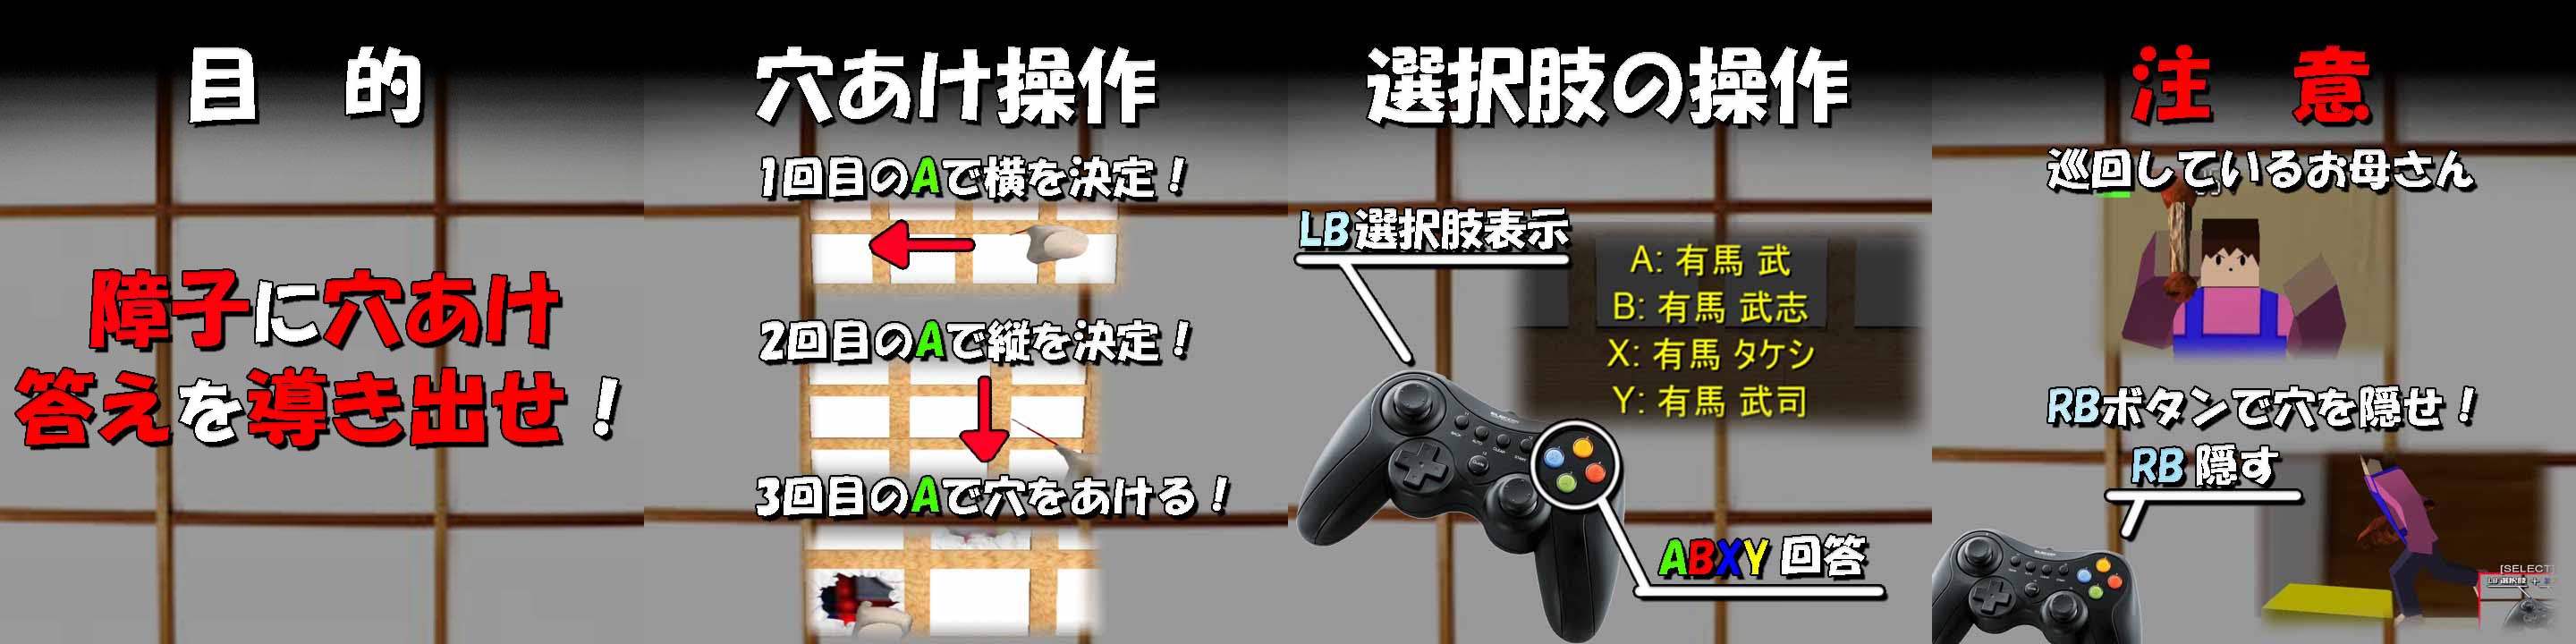 目 的
障子に穴あけ
答えを導き出せ！
穴あけ操作
1回目のAで横を決定！
2回目のAで縦を決定！
3回目のAで穴をあける！
選択肢の操作
LB選択肢表示
A: 有馬 武
B: 有馬 武志
X: 有馬 タケシ
Y: 有馬 武司
ABXY 回答
注 意
巡回しているお母さん
RBボタンで穴を隠せ！
RB 隠す
[SELECT]